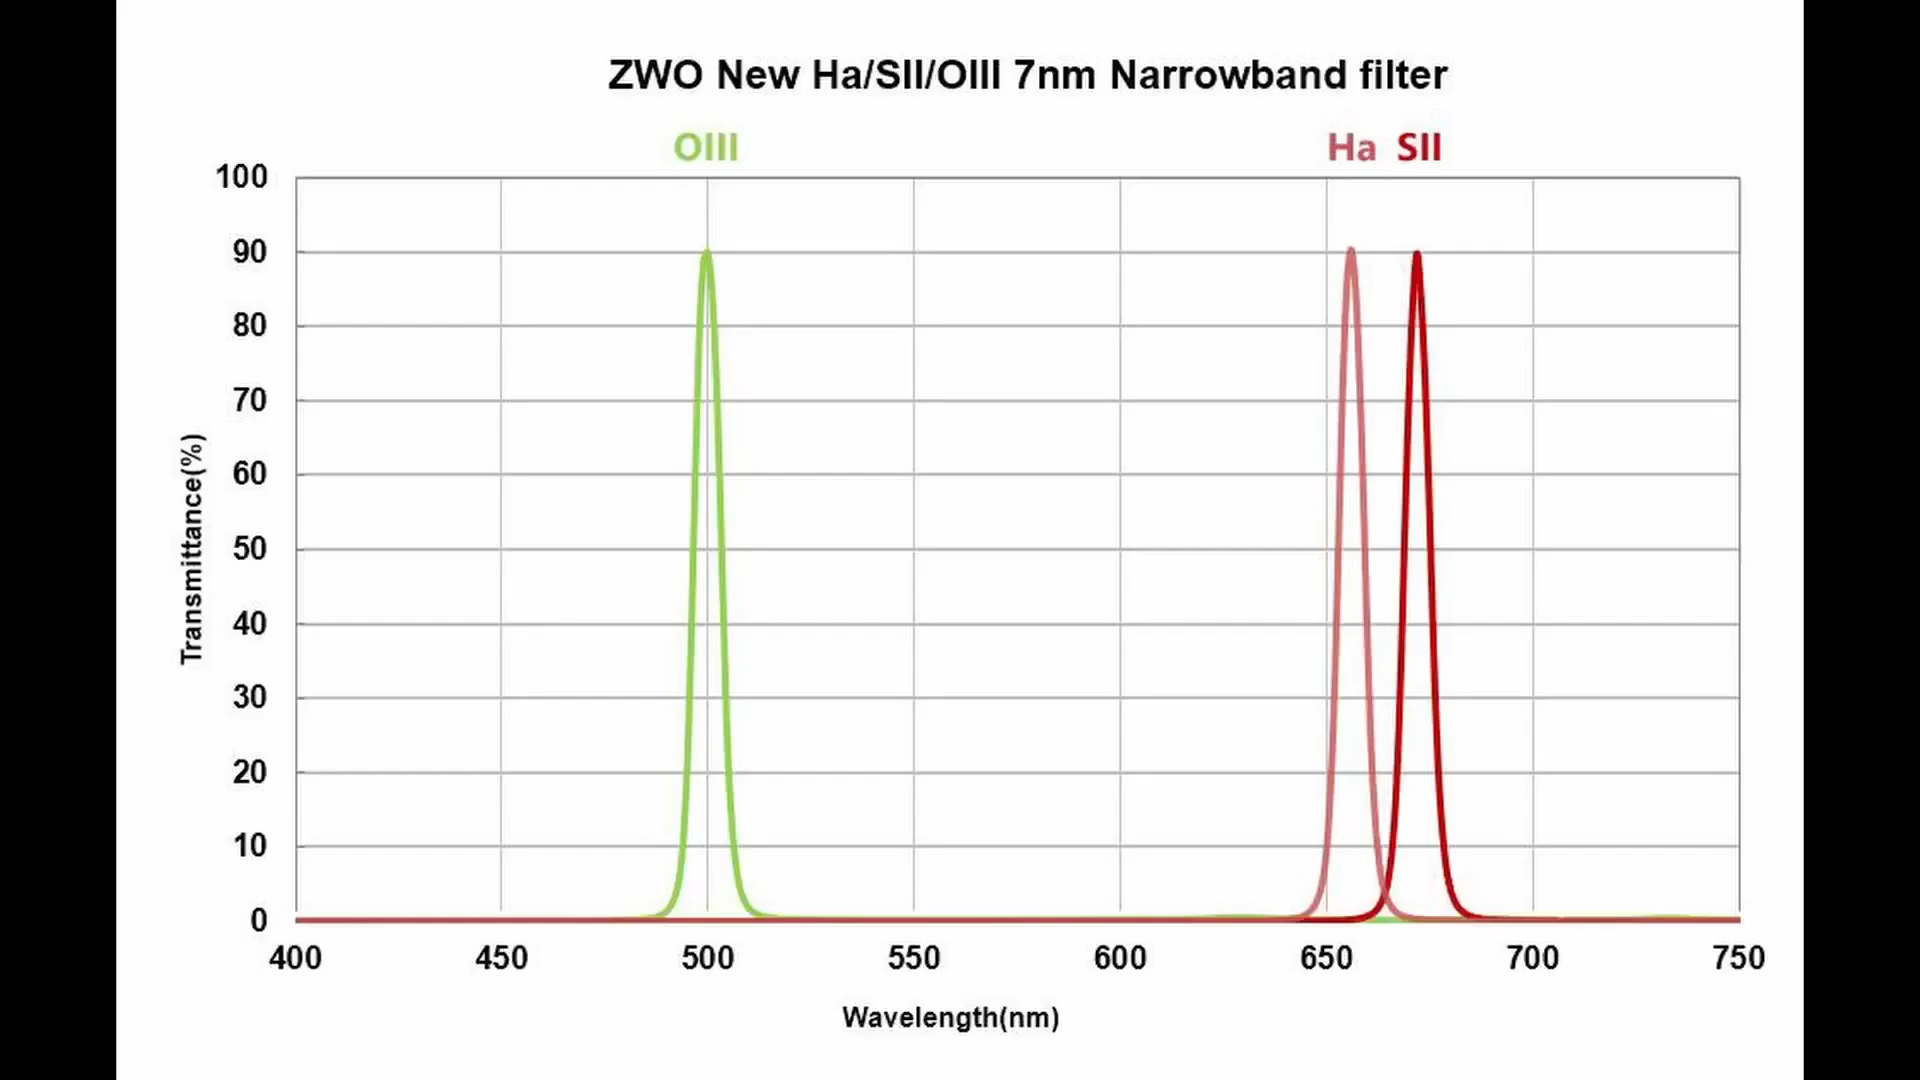 ZWO New Ha/SII/OIII 7nm Narrowband filter
OIII Ha SII
100
90
80
70
60
50
40
30
20
10
0
Transmittance(%)
400 450 500 550 600 650 700 750
Wavelength(nm)